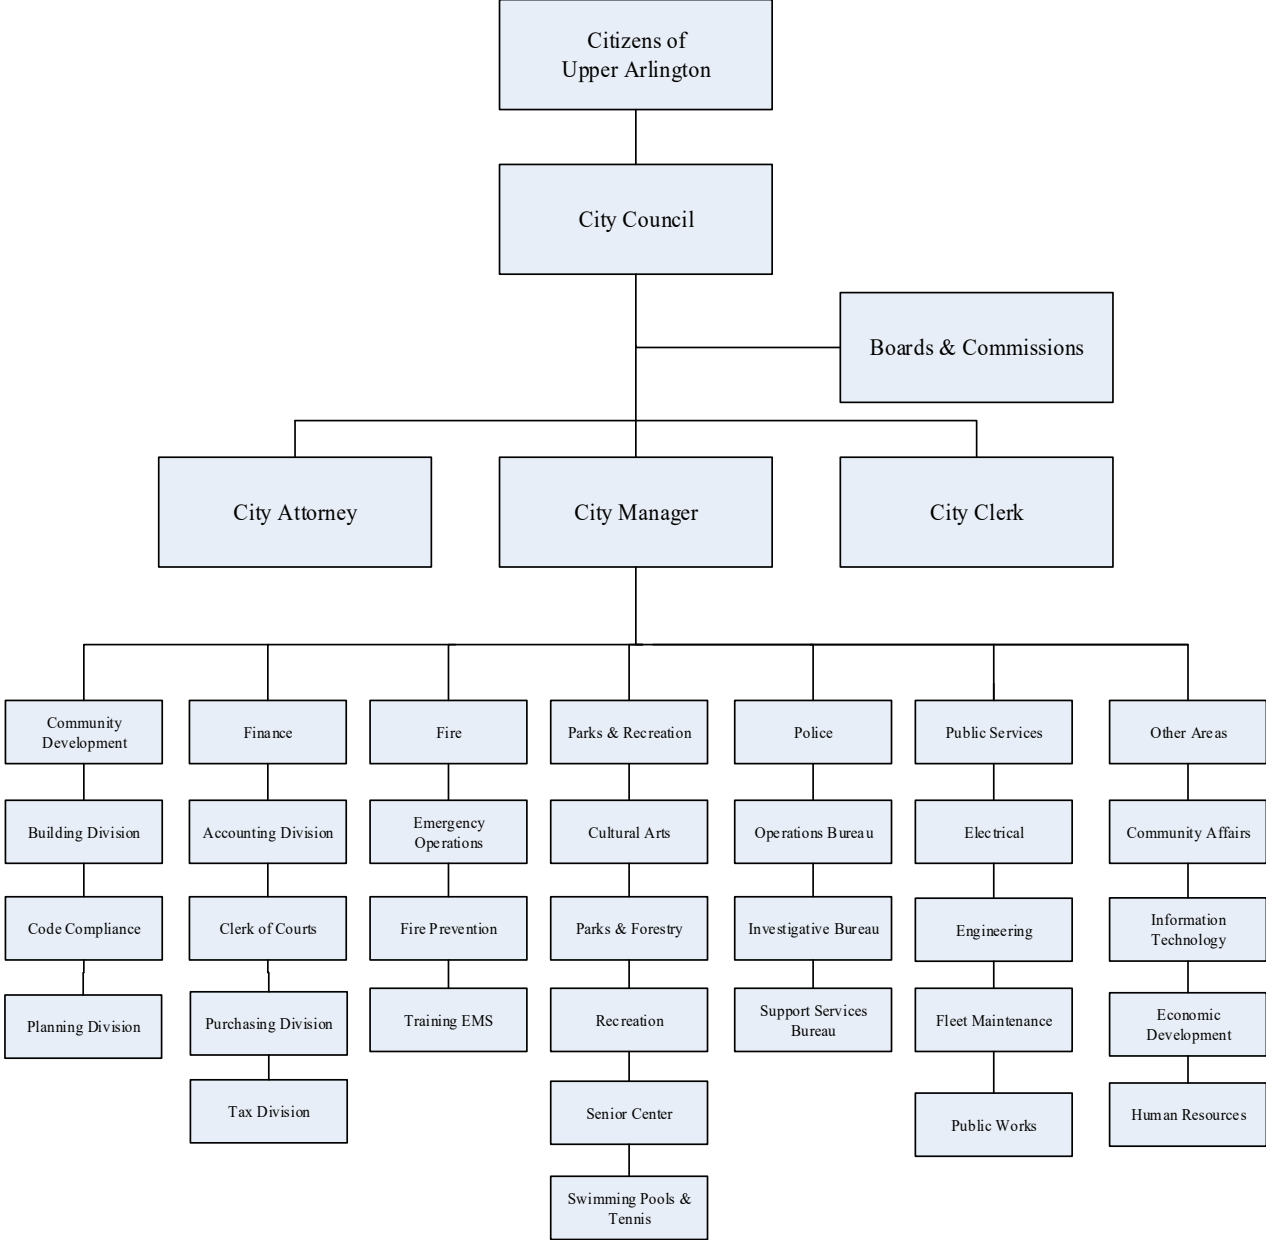 Citizens of
Upper Arlington
City Council
Boards & Commissions
City Attorney
City Manager
City Clerk
Community
Development
Finance
Fire
Parks & Recreation
Police
Public Services
Other Areas
Building Division
Accounting Division
Emergency
Operations
Cultural Arts
Operations Bureau
Electrical
Community Affairs
Code Compliance
Clerk of Courts
Fire Prevention
Parks & Forestry
Investigative Bureau
Engineering
Information
Technology
Planning Division
Purchasing Division
Training EMS
Recreation
Support Services
Bureau
Fleet Maintenance
Economic
Development
Tax Division
Senior Center
Public Works
Human Resources
Swimming Pools &
Tennis